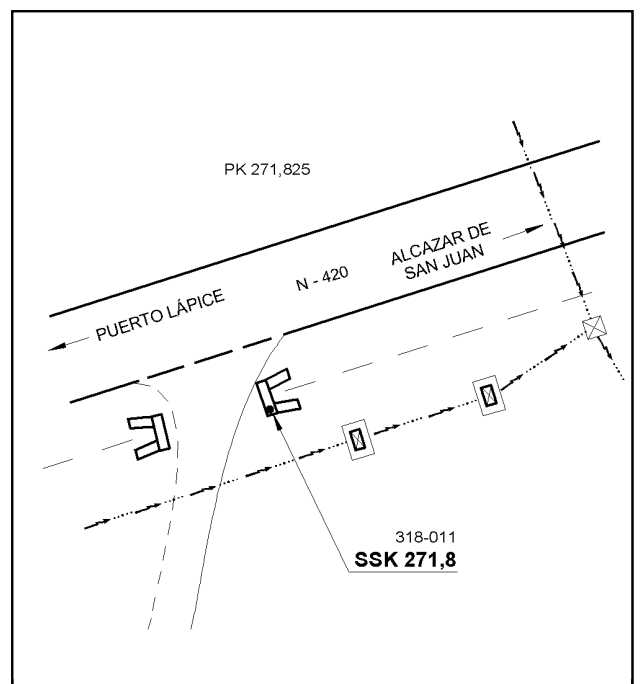 PK 271,825
ALCAZAR DE
SAN JUAN
N - 420
PUERTO LÁPICE
318-011
SSK 271,8